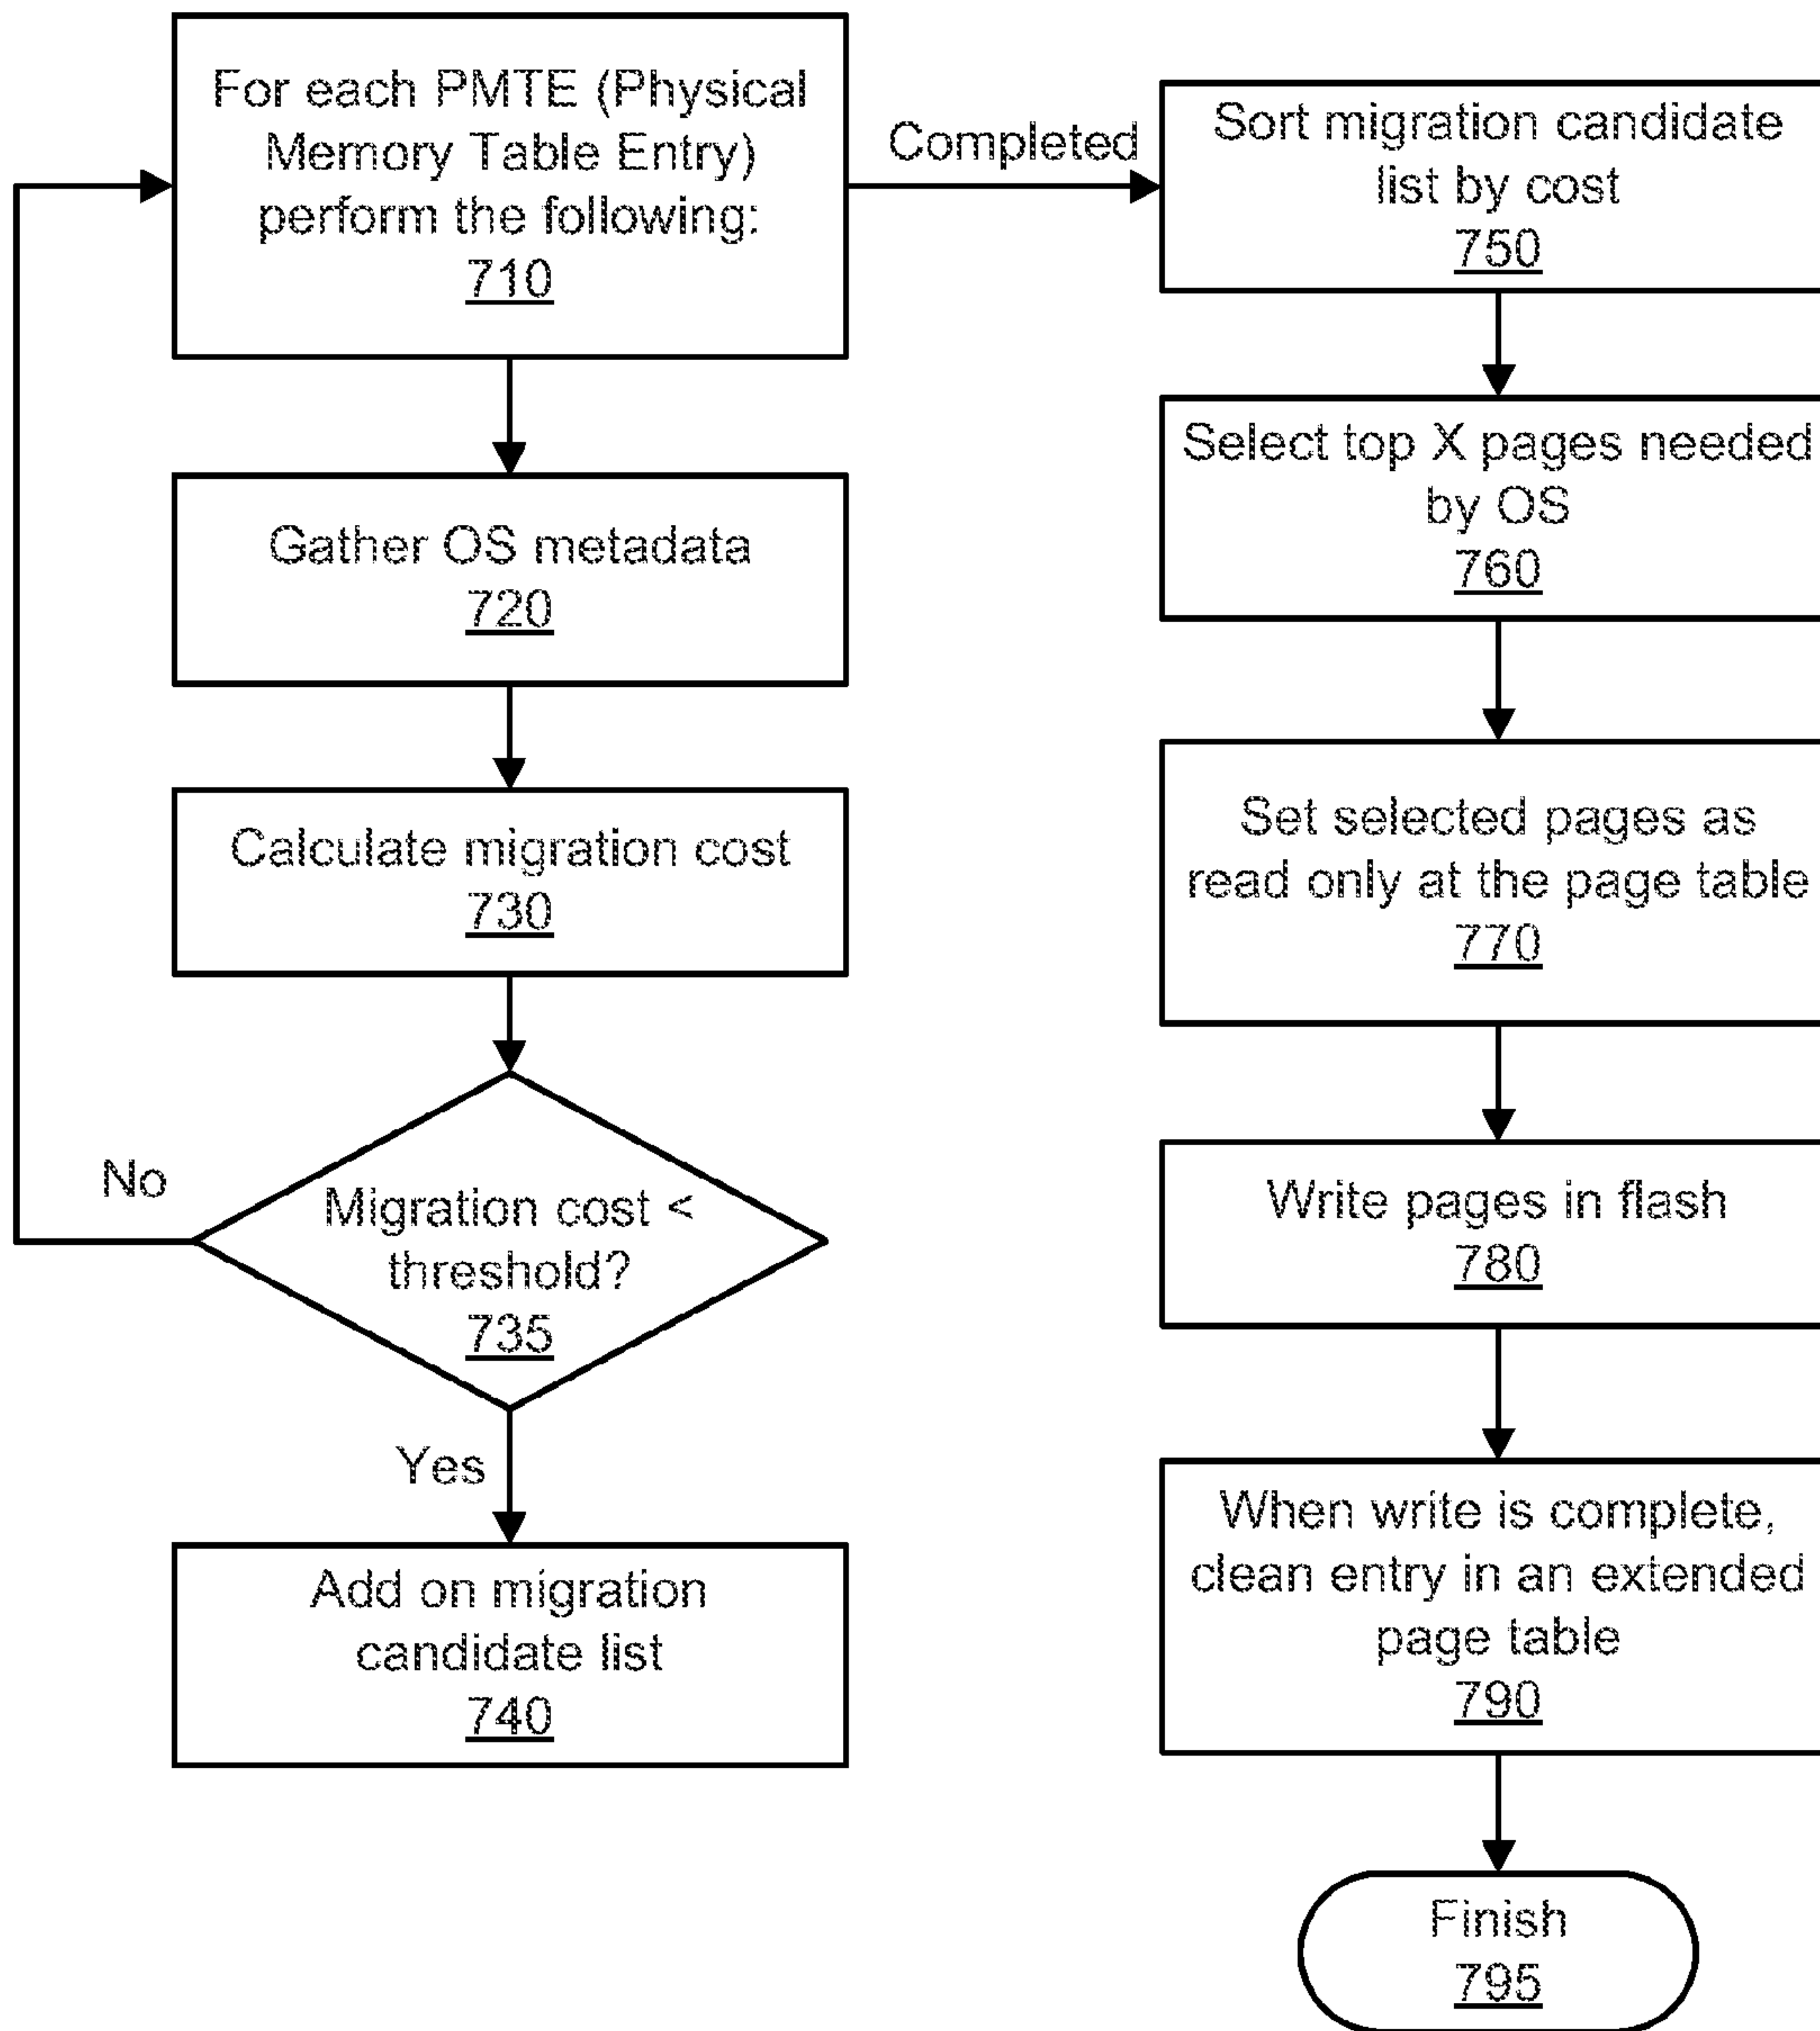 For each PMTE (Physical
Memory Table Entry)
perform the following:
710
Completed
Gather OS metadata
720
Calculate migration cost
730
No
Migration cost <
threshold?
735
Yes
Add on migration
candidate list
740
Sort migration candidate
list by cost
750
Select top X pages needed
by OS
760
Set selected pages as
read only at the page table
770
Write pages in flash
780
When write is complete,
clean entry in an extended
page table
790
Finish
795